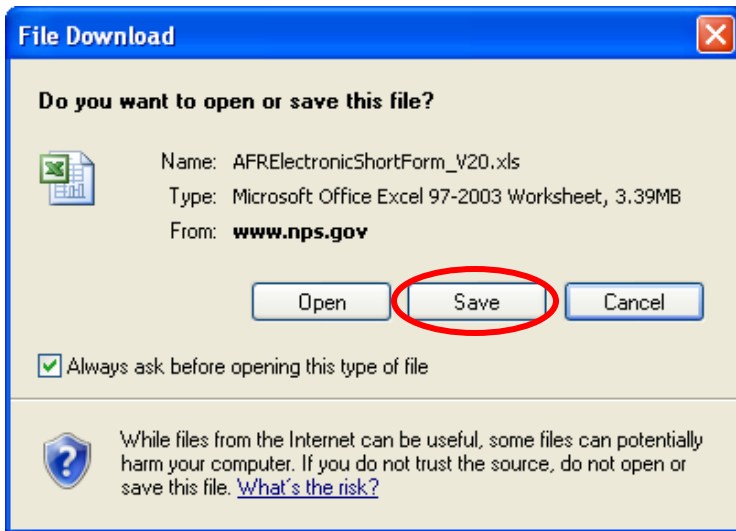 File Download
Do you want to open or save this file?
Name: AFRElectronicShortForm_V20.xls
Type: Microsoft Office Excel 97-2003 Worksheet, 3.39MB
From: www.nps.gov
Open Save Cancel
Always ask before opening this type of file
While files from the Internet can be useful, some files can potentially
harm your computer. If you do not trust the source, do not open or
save this file. What's the risk?